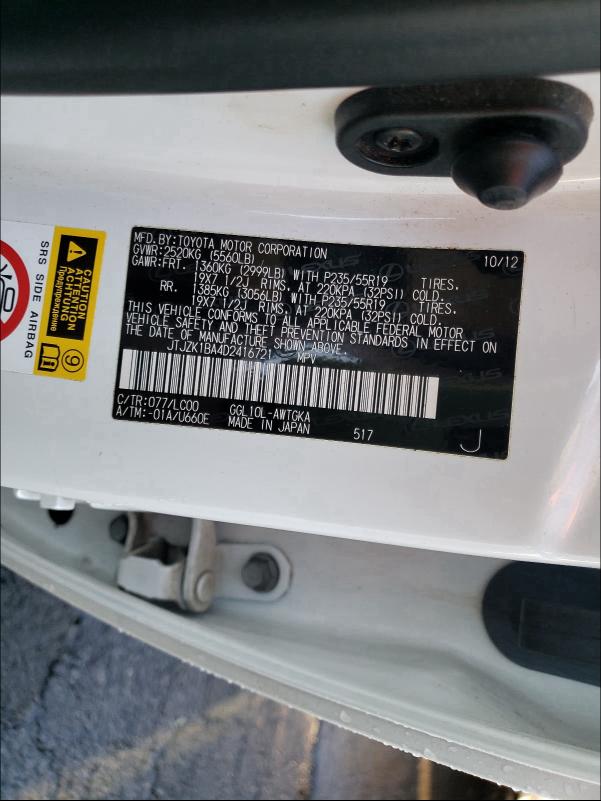 MFD.BY:TOYOTA MOTOR CORPORATION 10/12
GVWR:2520KG (5560LB)
GAWR:FRT. 1360KG (2999LB) WITH P235/55R19 TIRES,
19X7 1/2J RIMS, AT 220KPA (32PSI) COLD.
RR. 1385KG (3056LB) WITH P235/55R19 TIRES,
19X7 1/2J RIMS, AT 220KPA (32PSI) COLD.
THIS VEHICLE CONFORMS TO ALL APPLICABLE FEDERAL MOTOR
VEHICLE SAFETY AND THEFT PREVENTION STANDARDS IN EFFECT ON
THE DATE OF MANUFACTURE SHOWN ABOVE.
JTJZK1BA4D2416721 MPV
C/TR:077/LC00 GGL10L-AWTGKA
A/TM:-01A/U660E MADE IN JAPAN 517 J
SRS SIDE AIRBAG
CAUTION
ATTENTION
ACHTUNG
Предупреждение
9